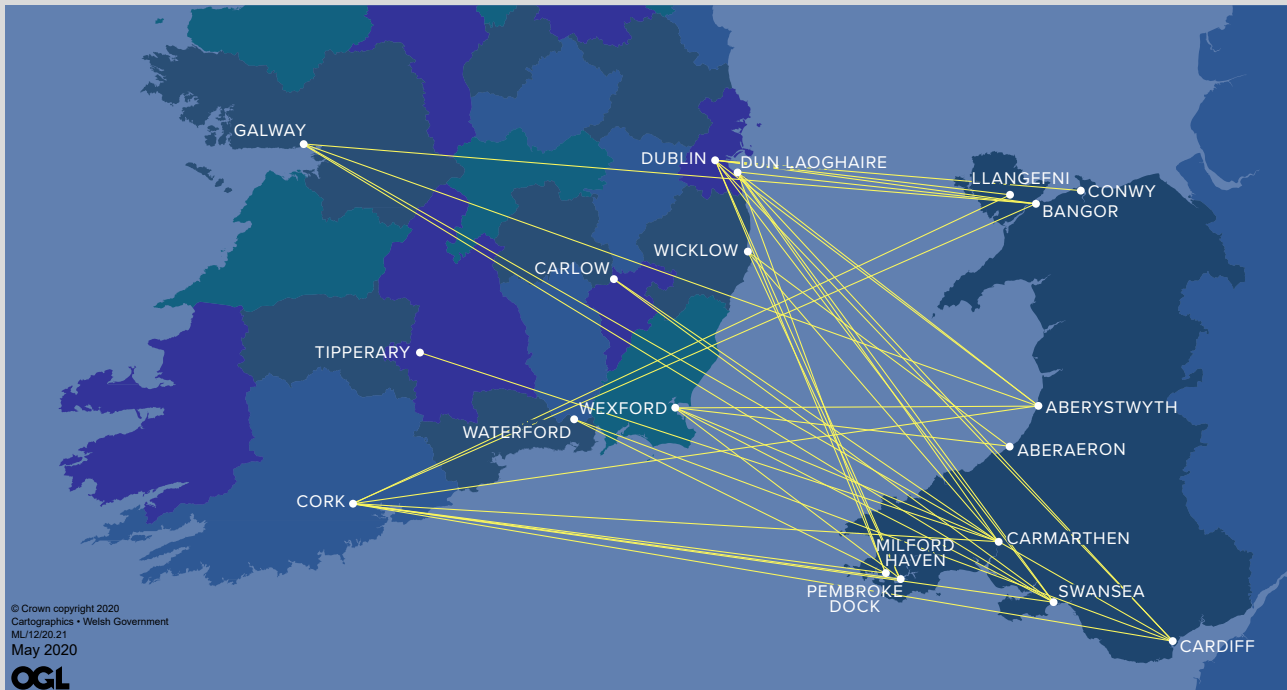 GALWAY
DUBLIN
DUN LAOGHAIRE
LLANGEFNI
CONWY
BANGOR
WICKLOW
CARLOW
TIPPERARY
WEXFORD
ABERYSTWYTH
WATERFORD
ABERAERON
CORK
CARMARTHEN
MILFORD
HAVEN
PEMBROKE
DOCK
SWANSEA
CARDIFF
© Crown copyright 2020
Cartographics • Welsh Government
ML/12/20.21
May 2020
OGL